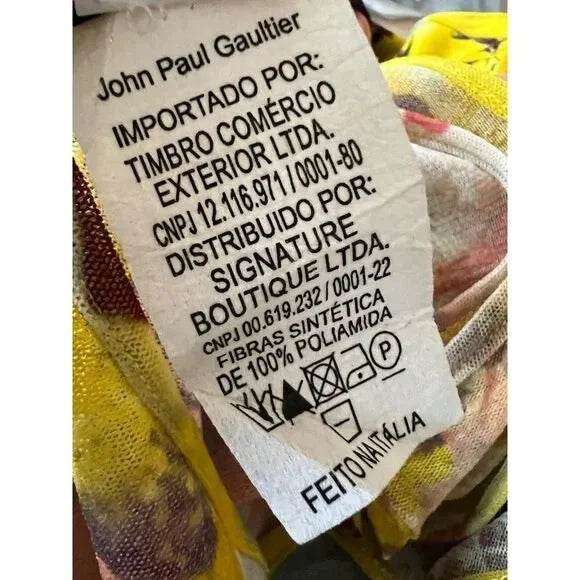 John Paul Gaultier
IMPORTADO POR:
TIMBRO COMÉRCIO
EXTERIOR LTDA.
CNPJ 12.116.971/0001-80
DISTRIBUIDO POR:
SIGNATURE
BOUTIQUE LTDA.
CNPJ 00.619.232/0001-22
FIBRAS SINTÉTICA
DE 100% POLIAMIDA
P
FEITO NA ITÁLIA